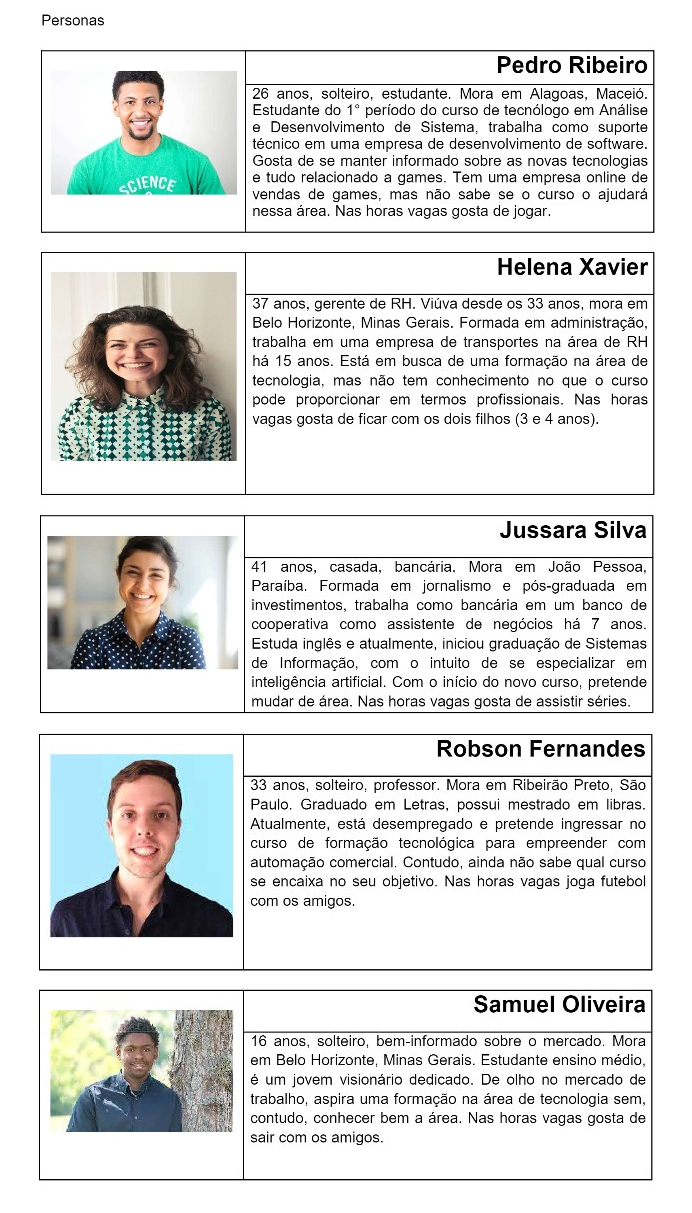 Personas
Pedro Ribeiro
26 anos, solteiro, estudante. Mora em Alagoas, Maceió.
Estudante do 1° período do curso de tecnólogo em Análise
e Desenvolvimento de Sistema, trabalha como suporte
técnico em uma empresa de desenvolvimento de software.
Gosta de se manter informado sobre as novas tecnologias
e tudo relacionado a games. Tem uma empresa online de
vendas de games, mas não sabe se o curso o ajudará
nessa área. Nas horas vagas gosta de jogar.
SCIENCE
Helena Xavier
37 anos, gerente de RH. Viúva desde os 33 anos, mora em
Belo Horizonte, Minas Gerais. Formada em administração,
trabalha em uma empresa de transportes na área de RH
há 15 anos. Está em busca de uma formação na área de
tecnologia, mas não tem conhecimento no que o curso
pode proporcionar em termos profissionais. Nas horas
vagas gosta de ficar com os dois filhos (3 e 4 anos).
Jussara Silva
41 anos, casada, bancária. Mora em João Pessoa,
Paraíba. Formada em jornalismo e pós-graduada em
investimentos, trabalha como bancária em um banco de
cooperativa como assistente de negócios há 7 anos.
Estuda inglês e atualmente, iniciou graduação de Sistemas
de Informação, com o intuito de se especializar em
inteligência artificial. Com o início do novo curso, pretende
mudar de área. Nas horas vagas gosta de assistir séries.
Robson Fernandes
33 anos, solteiro, professor. Mora em Ribeirão Preto, São
Paulo. Graduado em Letras, possui mestrado em libras.
Atualmente, está desempregado e pretende ingressar no
curso de formação tecnológica para empreender com
automação comercial. Contudo, ainda não sabe qual curso
se encaixa no seu objetivo. Nas horas vagas joga futebol
com os amigos.
Samuel Oliveira
16 anos, solteiro, bem-informado sobre o mercado. Mora
em Belo Horizonte, Minas Gerais. Estudante ensino médio,
é um jovem visionário dedicado. De olho no mercado de
trabalho, aspira uma formação na área de tecnologia sem,
contudo, conhecer bem a área. Nas horas vagas gosta de
sair com os amigos.